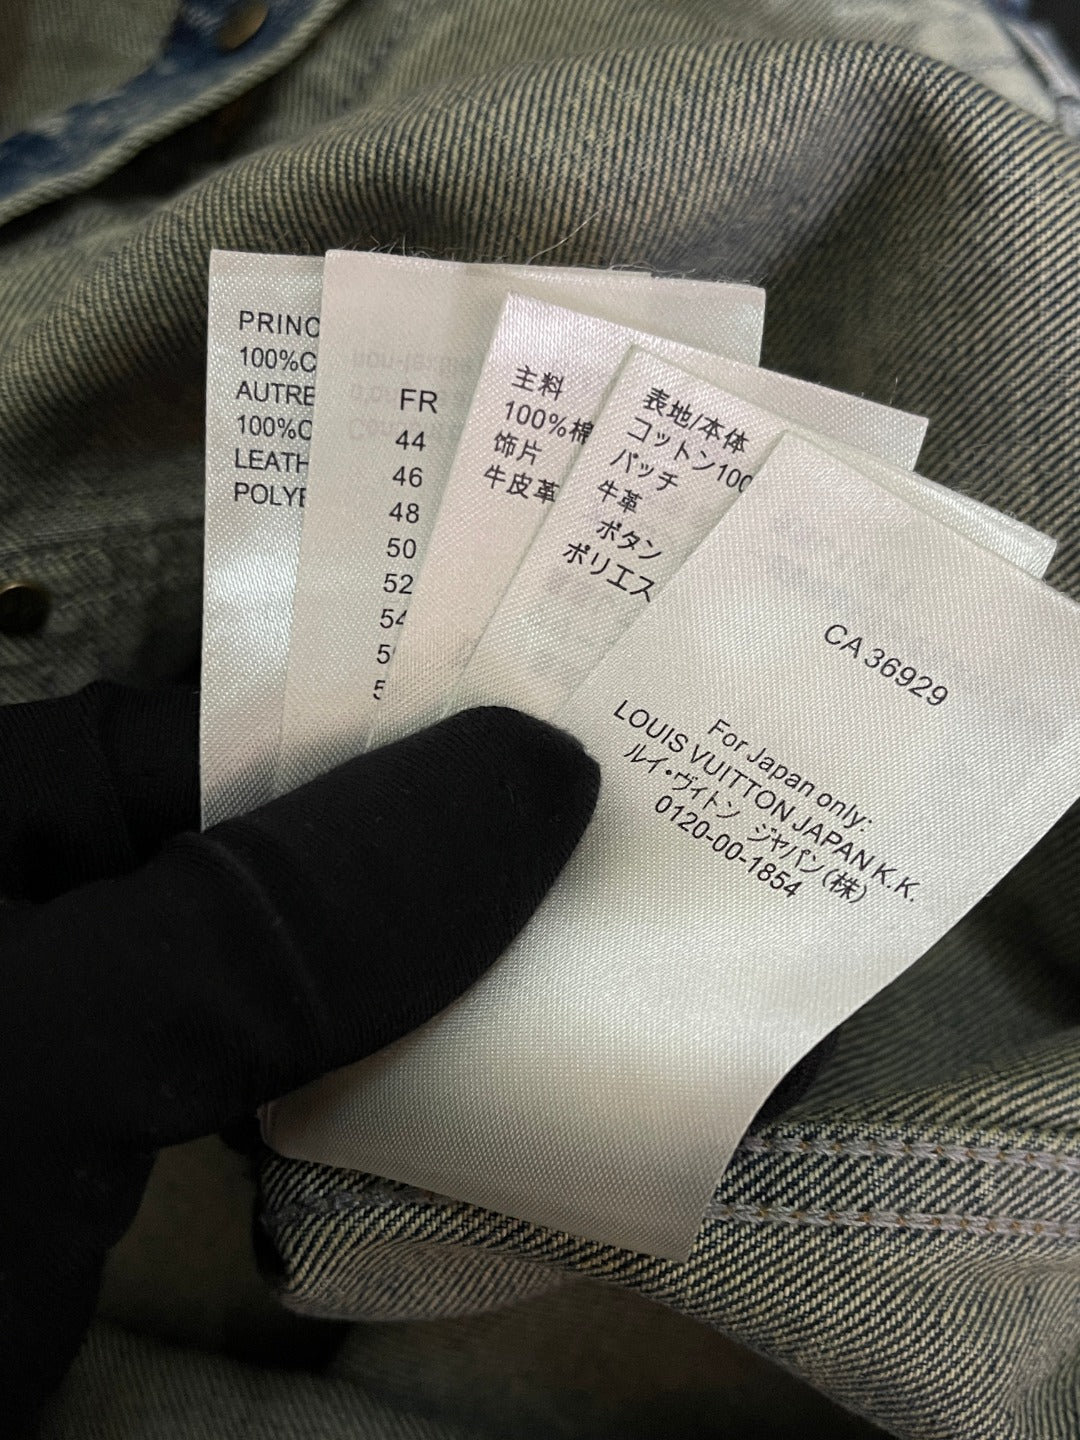 PRINC
100%C
AUTRE
100%C
LEATH
POLYE
FR
44
46
48
50
52
54
主料
100%棉
饰片
牛皮革
表地/本体
コットン100
パッチ
牛革
ボタン
ポリエス
CA 36929
For Japan only:
LOUIS VUITTON JAPAN K.K.
ルイ・ヴィトン ジャパン(株)
0120-00-1854